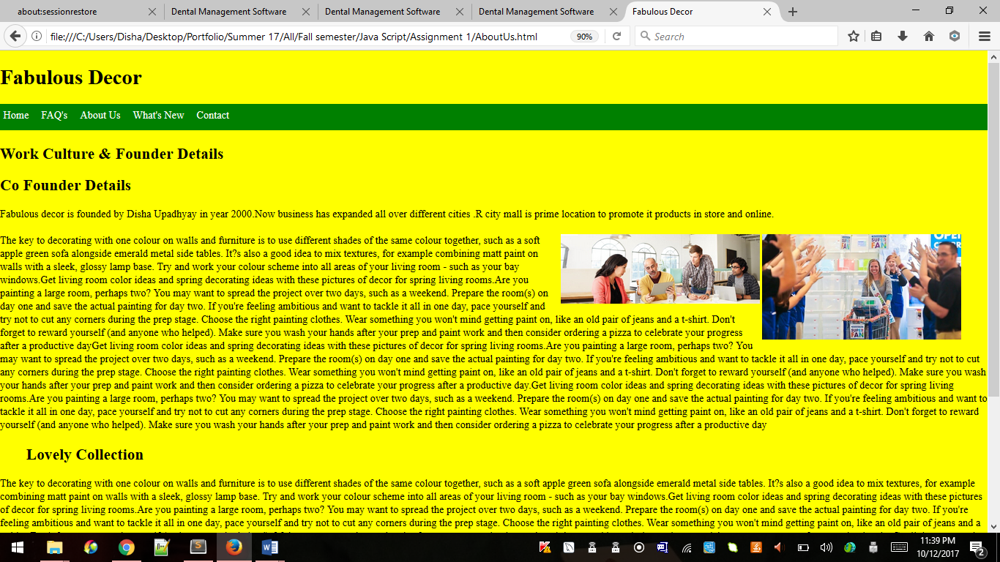 about:sessionrestore
Dental Management Software
Dental Management Software
Dental Management Software
Fabulous Decor
file:///C:/Users/Disha/Desktop/Portfolio/Summer 17/All/Fall semester/Java Script/Assignment 1/AboutUs.html
90%
Search
Fabulous Decor
Home FAQ's About Us What's New Contact
Work Culture & Founder Details
Co Founder Details
Fabulous decor is founded by Disha Upadhyay in year 2000.Now business has expanded all over different cities .R city mall is prime location to promote it products in store and online.
The key to decorating with one colour on walls and furniture is to use different shades of the same colour together, such as a soft
apple green sofa alongside emerald metal side tables. It?s also a good idea to mix textures, for example combining matt paint on
walls with a sleek, glossy lamp base. Try and work your colour scheme into all areas of your living room - such as your bay
windows.Get living room color ideas and spring decorating ideas with these pictures of decor for spring living rooms.Are you
painting a large room, perhaps two? You may want to spread the project over two days, such as a weekend. Prepare the room(s) on
day one and save the actual painting for day two. If you're feeling ambitious and want to tackle it all in one day, pace yourself and
try not to cut any corners during the prep stage. Choose the right painting clothes. Wear something you won't mind getting paint on, like an old pair of jeans and a t-shirt. Don't
forget to reward yourself (and anyone who helped). Make sure you wash your hands after your prep and paint work and then consider ordering a pizza to celebrate your progress
after a productive dayGet living room color ideas and spring decorating ideas with these pictures of decor for spring living rooms.Are you painting a large room, perhaps two? You
may want to spread the project over two days, such as a weekend. Prepare the room(s) on day one and save the actual painting for day two. If you're feeling ambitious and want to tackle it all in one day, pace yourself and try not to cut
any corners during the prep stage. Choose the right painting clothes. Wear something you won't mind getting paint on, like an old pair of jeans and a t-shirt. Don't forget to reward yourself (and anyone who helped). Make sure you wash
your hands after your prep and paint work and then consider ordering a pizza to celebrate your progress after a productive day.Get living room color ideas and spring decorating ideas with these pictures of decor for spring living
rooms.Are you painting a large room, perhaps two? You may want to spread the project over two days, such as a weekend. Prepare the room(s) on day one and save the actual painting for day two. If you're feeling ambitious and want to
tackle it all in one day, pace yourself and try not to cut any corners during the prep stage. Choose the right painting clothes. Wear something you won't mind getting paint on, like an old pair of jeans and a t-shirt. Don't forget to reward
yourself (and anyone who helped). Make sure you wash your hands after your prep and paint work and then consider ordering a pizza to celebrate your progress after a productive day
SUPER FAN
SUPER FAN
SUPER FAN
Lovely Collection
The key to decorating with one colour on walls and furniture is to use different shades of the same colour together, such as a soft apple green sofa alongside emerald metal side tables. It?s also a good idea to mix textures, for example
combining matt paint on walls with a sleek, glossy lamp base. Try and work your colour scheme into all areas of your living room - such as your bay windows.Get living room color ideas and spring decorating ideas with these pictures
of decor for spring living rooms.Are you painting a large room, perhaps two? You may want to spread the project over two days, such as a weekend. Prepare the room(s) on day one and save the actual painting for day two. If you're
feeling ambitious and want to tackle it all in one day, pace yourself and try not to cut any corners during the prep stage. Choose the right painting clothes. Wear something you won't mind getting paint on, like an old pair of jeans and a
11:39 PM
10/12/2017
2